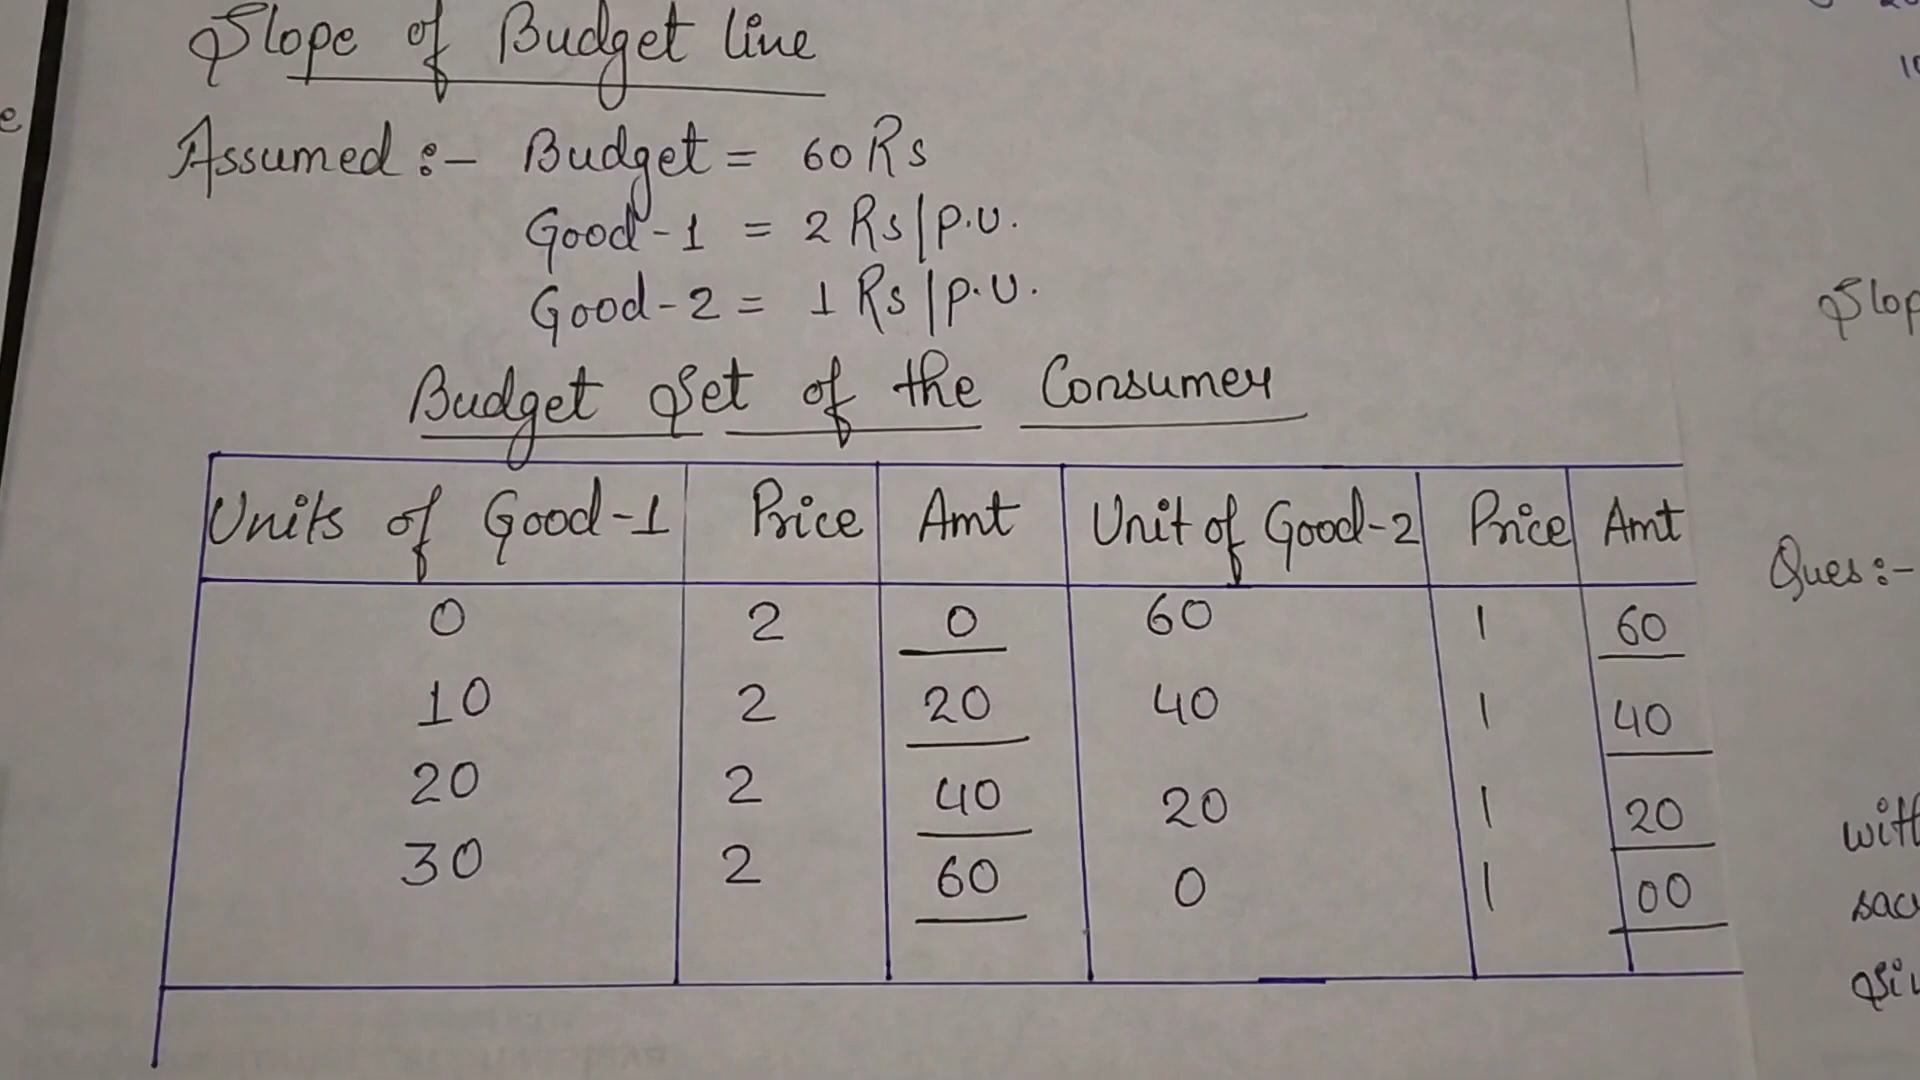 Slope of Budget line
Assumed :- Budget = 60 Rs
Good-1 = 2 Rs/p.u.
Good-2 = 1 Rs/p.u.
Budget Set of the Consumer
Units of Good-1 Price Amt Unit of Good-2 Price Amt
0 2 0 60 1 60
10 2 20 40 1 40
20 2 40 20 1 20
30 2 60 0 1 00
Ques:-